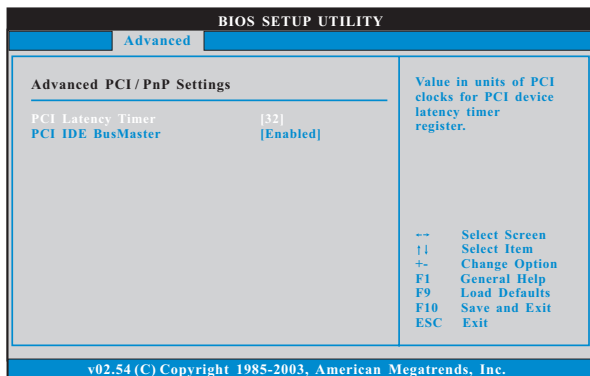 BIOS SETUP UTILITY
Advanced
Advanced PCI / PnP Settings
PCI Latency Timer [32]
PCI IDE BusMaster [Enabled]
Value in units of PCI
clocks for PCI device
latency timer
register.
←→ Select Screen
↑↓ Select Item
+- Change Option
F1 General Help
F9 Load Defaults
F10 Save and Exit
ESC Exit
v02.54 (C) Copyright 1985-2003, American Megatrends, Inc.